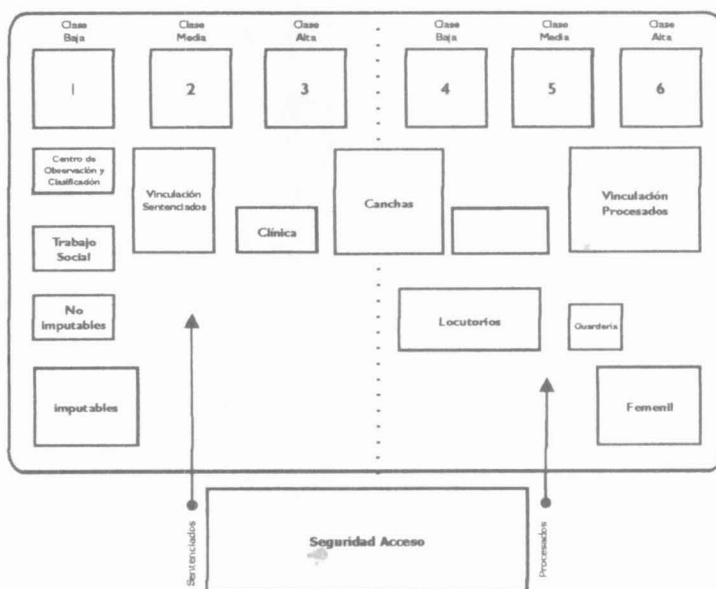 Clase
Baja
Clase
Media
Clase
Alta
Clase
Baja
Clase
Media
Clase
Alta
1
2
3
4
5
6
Centro de
Observación y
Clasificación
Vinculación
Sentenciados
Clínica
Canchas
Vinculación
Procesados
Trabajo
Social
No
imputables
Locutorios
Guardería
imputables
Femenil
Sentenciados
Seguridad Acceso
Procesados